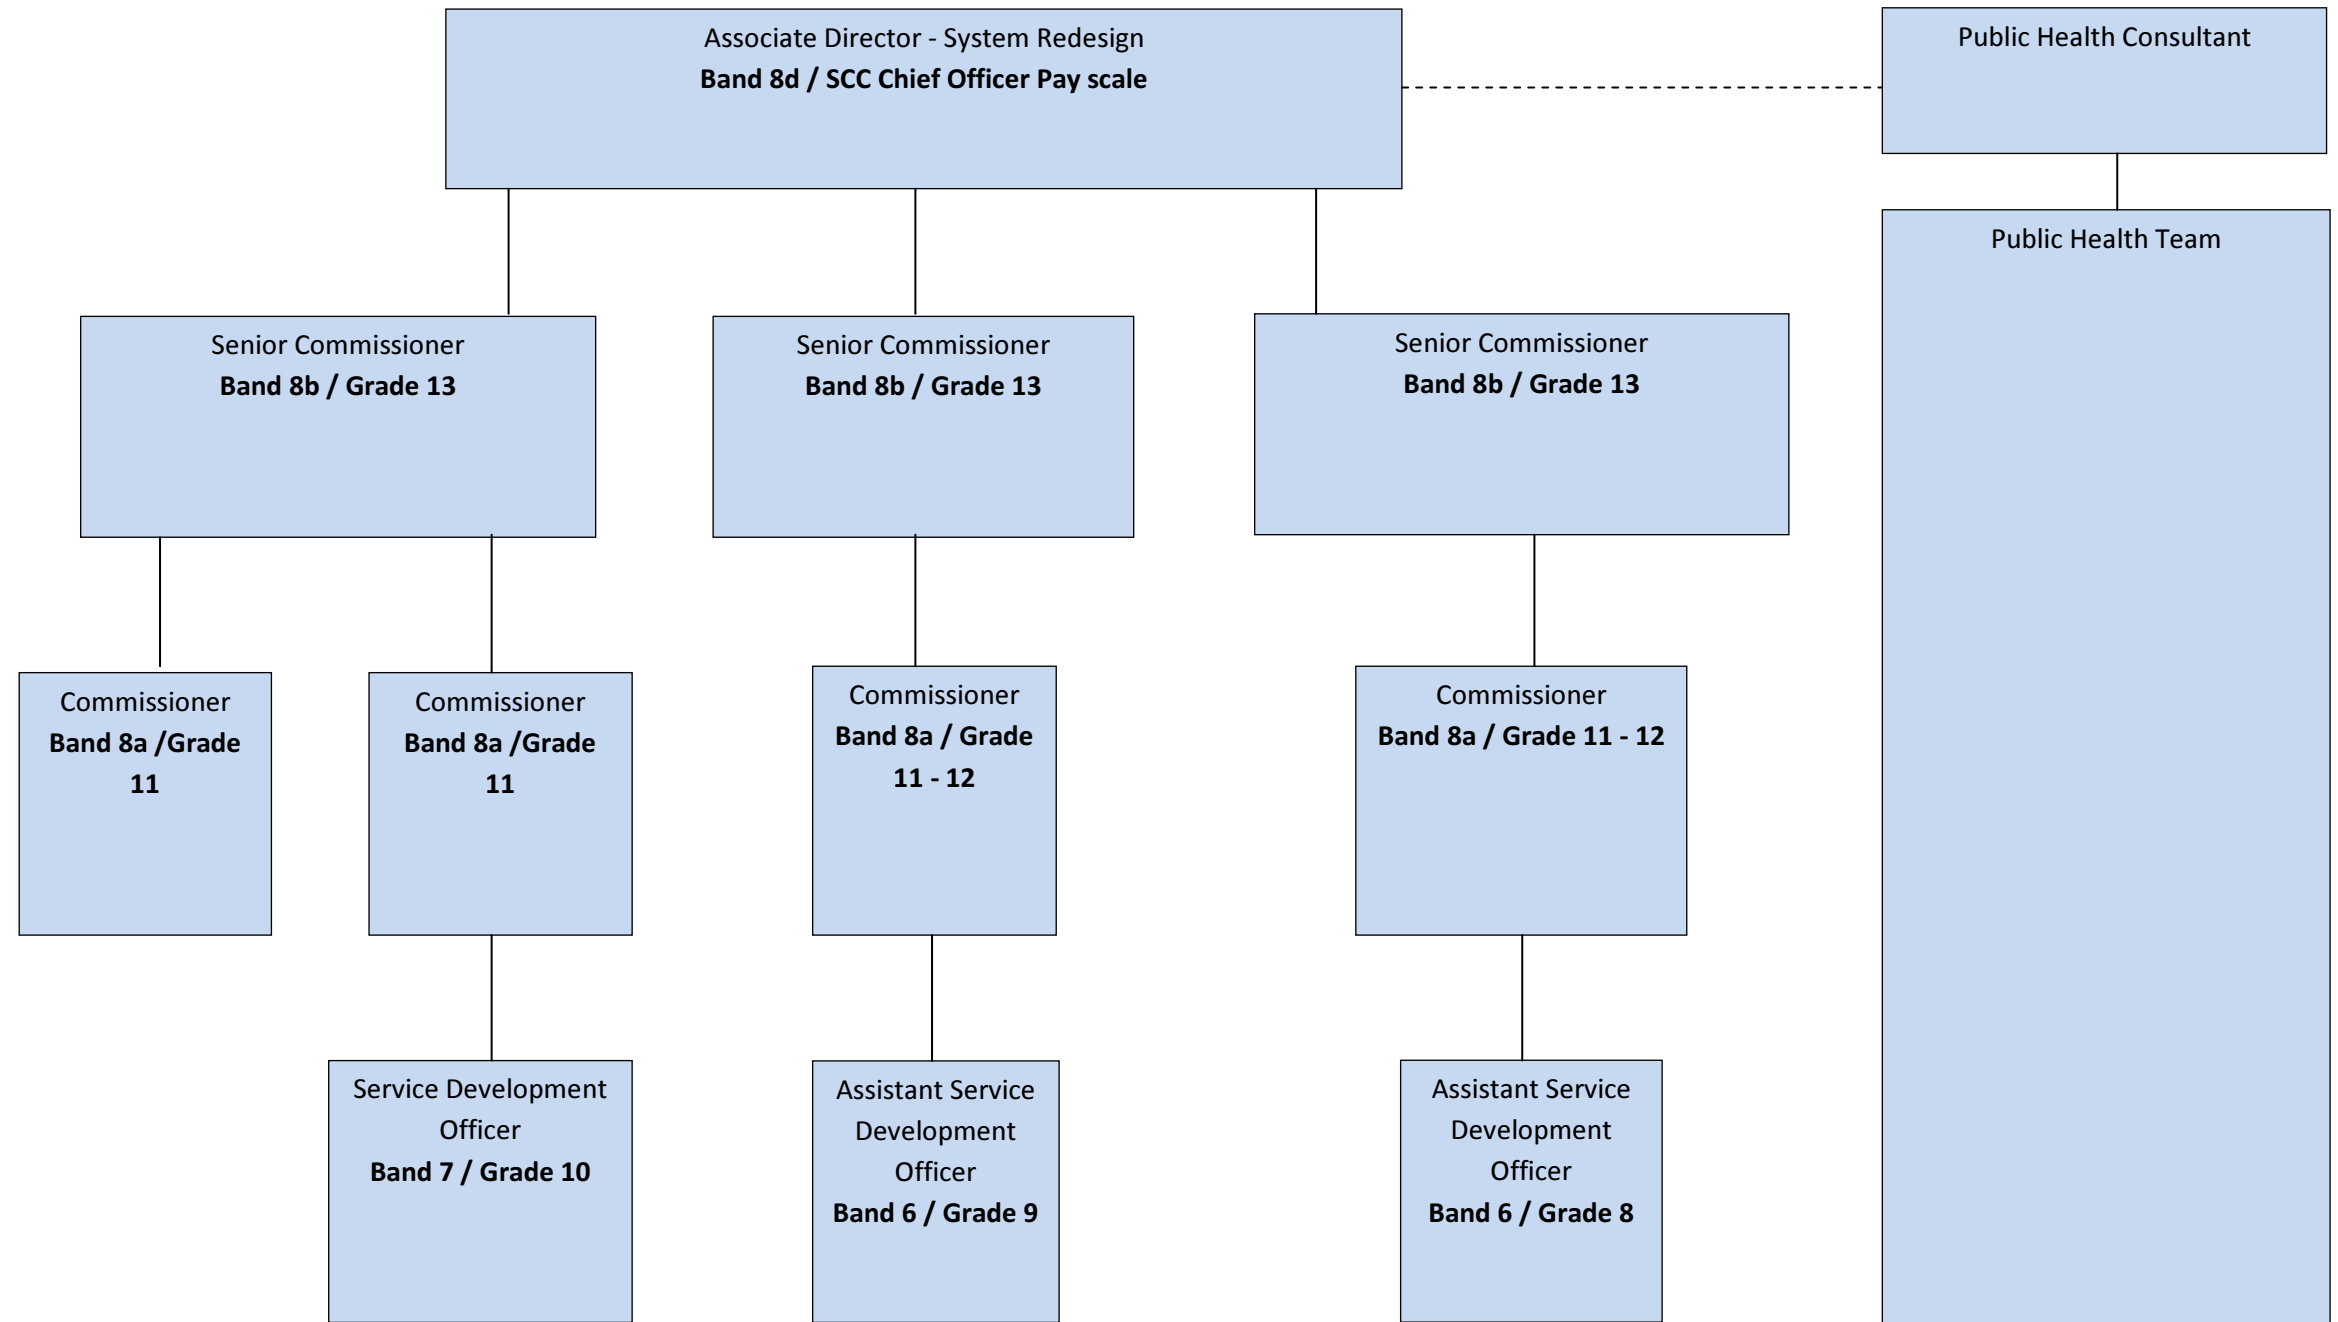 Associate Director - System Redesign
Band 8d / SCC Chief Officer Pay scale
Public Health Consultant
Public Health Team
Senior Commissioner
Band 8b / Grade 13
Senior Commissioner
Band 8b / Grade 13
Senior Commissioner
Band 8b / Grade 13
Commissioner
Band 8a /Grade
11
Commissioner
Band 8a /Grade
11
Commissioner
Band 8a / Grade
11 - 12
Commissioner
Band 8a / Grade 11 - 12
Service Development
Officer
Band 7 / Grade 10
Assistant Service
Development
Officer
Band 6 / Grade 9
Assistant Service
Development
Officer
Band 6 / Grade 8